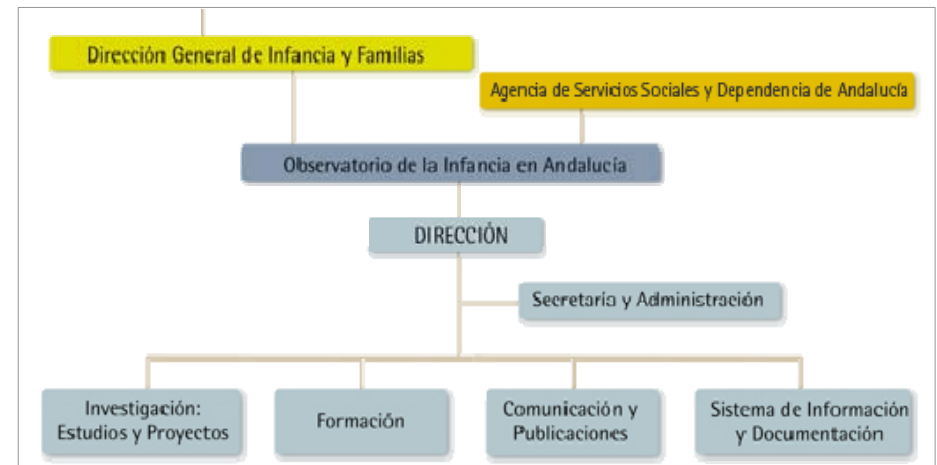 Dirección General de Infancia y Familias
Agencia de Servicios Sociales y Dependencia de Andalucía
Observatorio de la Infancia en Andalucía
DIRECCIÓN
Secretaría y Administración
Investigación:
Estudios y Proyectos
Formación
Comunicación y
Publicaciones
Sistema de Información
y Documentación